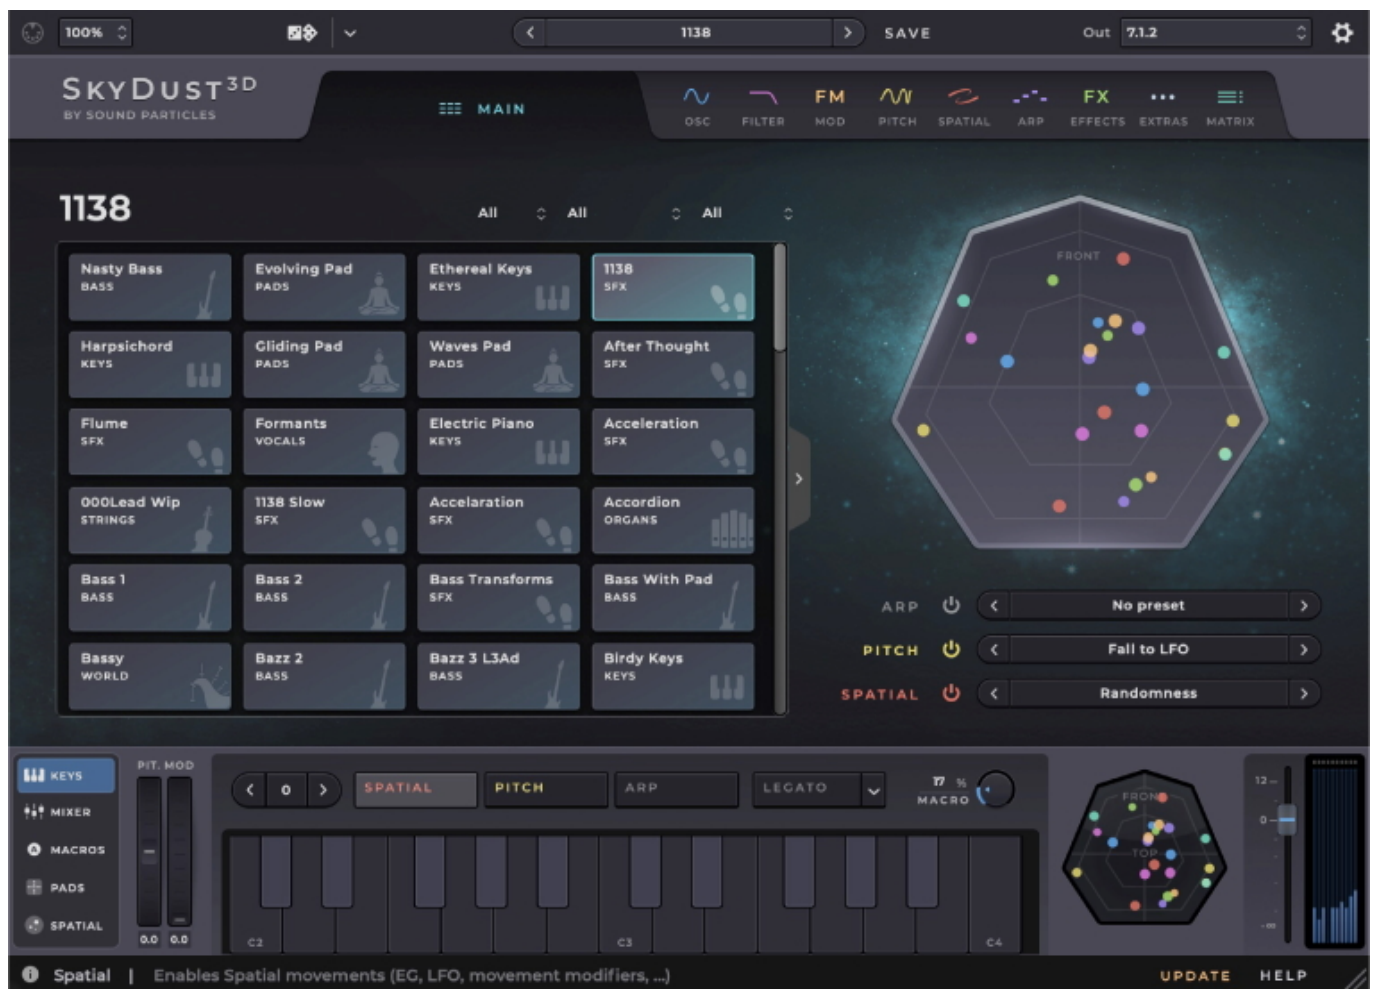 100%
1138
SAVE
Out 7.1.2
SKYDUST3D
BY SOUND PARTICLES
MAIN
OSC
FILTER
FM
MOD
PITCH
SPATIAL
ARP
FX
EFFECTS
EXTRAS
MATRIX
1138
All All All
Nasty Bass
BASS
Evolving Pad
PADS
Ethereal Keys
KEYS
1138
SFX
Harpsichord
KEYS
Gliding Pad
PADS
Waves Pad
PADS
After Thought
SFX
Flume
SFX
Formants
VOCALS
Electric Piano
KEYS
Acceleration
SFX
000Lead Wip
STRINGS
1138 Slow
SFX
Accelaration
SFX
Accordion
ORGANS
Bass 1
BASS
Bass 2
BASS
Bass Transforms
SFX
Bass With Pad
BASS
Bassy
WORLD
Bazz 2
BASS
Bazz 3 L3Ad
BASS
Birdy Keys
KEYS
FRONT
ARP No preset
PITCH Fall to LFO
SPATIAL Randomness
KEYS
MIXER
A MACROS
PADS
SPATIAL
PIT. MOD
0.0 0.0
0
SPATIAL
PITCH
ARP
LEGATO
17 %
MACRO
C2 C3 C4
FRONT
TOP
12
0
-∞
Spatial | Enables Spatial movements (EG, LFO, movement modifiers, ...)
UPDATE HELP